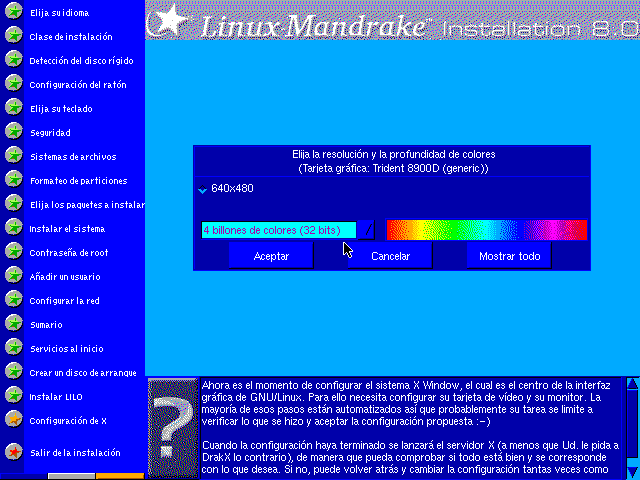 Linux Mandrake™ Installation 8.0
Elija su idioma
Clase de instalación
Detección del disco rígido
Configuración del ratón
Elija su teclado
Seguridad
Sistemas de archivos
Formateo de particiones
Elija los paquetes a instalar
Instalar el sistema
Contraseña de root
Añadir un usuario
Configurar la red
Sumario
Servicios al inicio
Crear un disco de arranque
Instalar LILO
Configuración de X
Salir de la instalación
Elija la resolución y la profundidad de colores
(Tarjeta gráfica: Trident 8900D (generic))
640x480
4 billones de colores (32 bits)
Aceptar
Cancelar
Mostrar todo
Ahora es el momento de configurar el sistema X Window, el cual es el centro de la interfaz
gráfica de GNU/Linux. Para ello necesita configurar su tarjeta de vídeo y su monitor. La
mayoría de esos pasos están automatizados así que probablemente su tarea se limite a
verificar lo que se hizo y aceptar la configuración propuesta :-)
Cuando la configuración haya terminado se lanzará el servidor X (a menos que Ud. le pida a
DrakX lo contrario), de manera que pueda comprobar si todo está bien y se corresponde
con lo que desea. Si no, puede volver atrás y cambiar la configuración tantas veces como